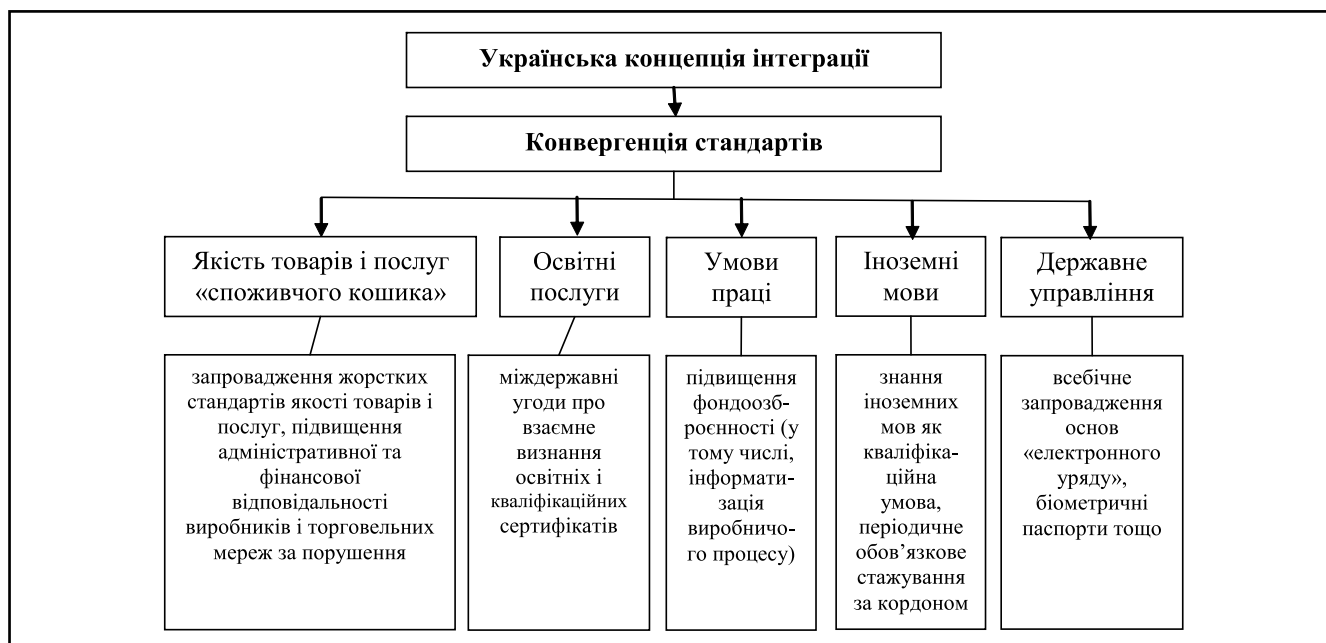 Українська концепція інтеграції
Конвергенція стандартів
Якість товарів і послуг
«споживчого кошика»
Освітні
послуги
Умови
праці
Іноземні
мови
Державне
управління
запровадження жорстких
стандартів якості товарів і
послуг, підвищення
адміністративної та
фінансової
відповідальності
виробників і торговельних
мереж за порушення
міждержавні
угоди про
взаємне
визнання
освітніх і
кваліфікаційних
сертифікатів
підвищення
фондоозб-
роєнності (у
тому числі,
інформати-
зація
виробничо-
го процесу)
знання
іноземних
мов як
кваліфіка-
ційна
умова,
періодичне
обов’язкове
стажування
за кордоном
всебічне
запровадження
основ
«електронного
уряду»,
біометричні
паспорти тощо